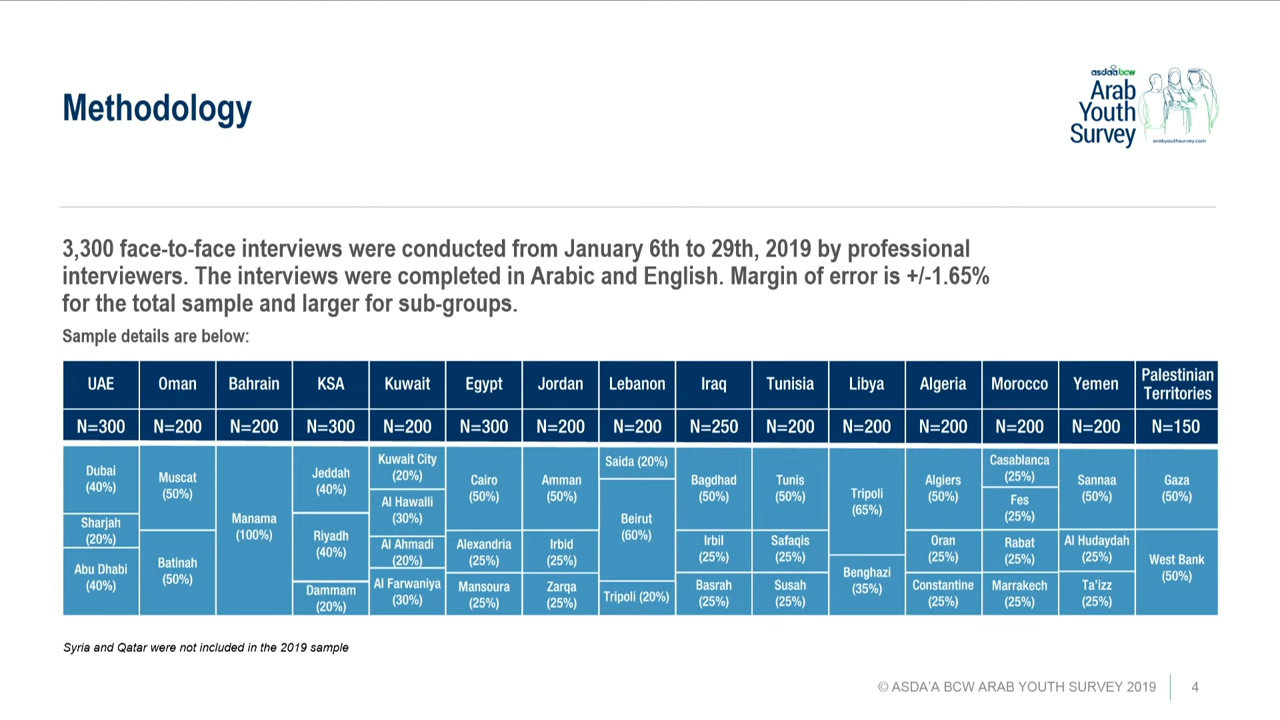 Methodology
asdaa bcw
Arab
Youth
Survey
arabyouthsurvey.com
3,300 face-to-face interviews were conducted from January 6th to 29th, 2019 by professional
interviewers. The interviews were completed in Arabic and English. Margin of error is +/-1.65%
for the total sample and larger for sub-groups.
Sample details are below:
UAE Oman Bahrain KSA Kuwait Egypt Jordan Lebanon Iraq Tunisia Libya Algeria Morocco Yemen Palestinian Territories
N=300 N=200 N=200 N=300 N=200 N=300 N=200 N=200 N=250 N=200 N=200 N=200 N=200 N=200 N=150
Dubai
(40%)
Sharjah
(20%)
Abu Dhabi
(40%)
Muscat
(50%)
Batinah
(50%)
Manama
(100%)
Jeddah
(40%)
Riyadh
(40%)
Dammam
(20%)
Kuwait City
(20%)
Al Hawalli
(30%)
Al Ahmadi
(20%)
Al Farwaniya
(30%)
Cairo
(50%)
Alexandria
(25%)
Mansoura
(25%)
Amman
(50%)
Irbid
(25%)
Zarqa
(25%)
Saida (20%)
Beirut
(60%)
Tripoli (20%)
Bagdhad
(50%)
Irbil
(25%)
Basrah
(25%)
Tunis
(50%)
Safaqis
(25%)
Susah
(25%)
Tripoli
(65%)
Benghazi
(35%)
Algiers
(50%)
Oran
(25%)
Constantine
(25%)
Casablanca
(25%)
Fes
(25%)
Rabat
(25%)
Marrakech
(25%)
Sannaa
(50%)
Al Hudaydah
(25%)
Ta'izz
(25%)
Gaza
(50%)
West Bank
(50%)
Syria and Qatar were not included in the 2019 sample
© ASDA'A BCW ARAB YOUTH SURVEY 2019 4